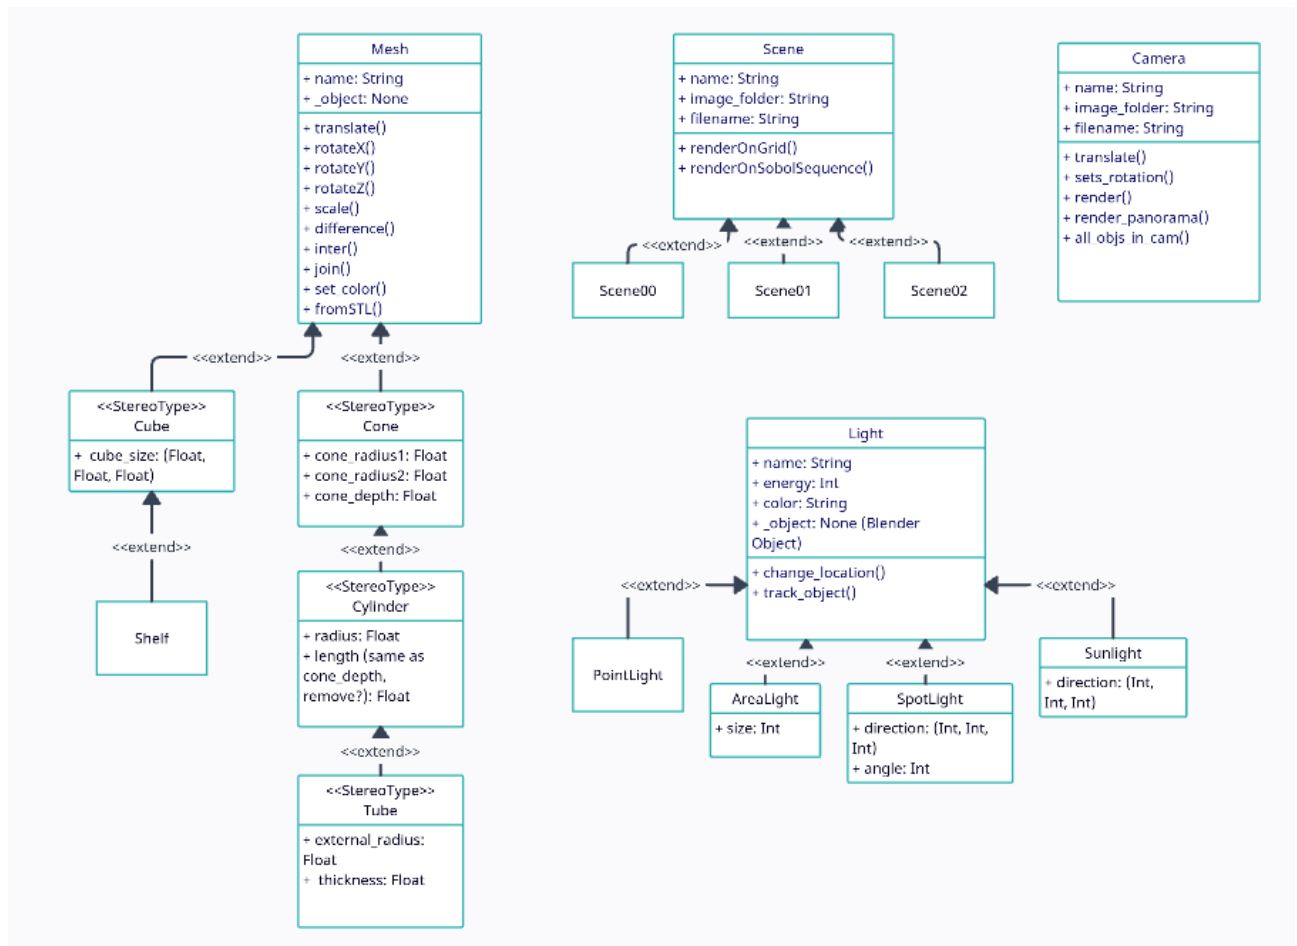 Mesh
+ name: String
+ _object: None
+ translate()
+ rotateX()
+ rotateY()
+ rotateZ()
+ scale()
+ difference()
+ inter()
+ join()
+ set_color()
+ fromSTL()
Scene
+ name: String
+ image_folder: String
+ filename: String
+ renderOnGrid()
+ renderOnSobolSequence()
Camera
+ name: String
+ image_folder: String
+ filename: String
+ translate()
+ sets_rotation()
+ render()
+ render_panorama()
+ all_objs_in_cam()
<<extend>>
<<extend>>
<<extend>>
Scene00
Scene01
Scene02
<<extend>>
<<extend>>
<<StereoType>>
Cube
+ cube_size: (Float,
Float, Float)
<<StereoType>>
Cone
+ cone_radius1: Float
+ cone_radius2: Float
+ cone_depth: Float
<<extend>>
Shelf
<<extend>>
<<StereoType>>
Cylinder
+ radius: Float
+ length (same as
cone_depth,
remove?): Float
<<extend>>
<<StereoType>>
Tube
+ external_radius:
Float
+ thickness: Float
Light
+ name: String
+ energy: Int
+ color: String
+ _object: None (Blender
Object)
+ change_location()
+ track_object()
<<extend>>
<<extend>>
<<extend>>
<<extend>>
PointLight
AreaLight
+ size: Int
SpotLight
+ direction: (Int, Int,
Int)
+ angle: Int
Sunlight
+ direction: (Int,
Int, Int)